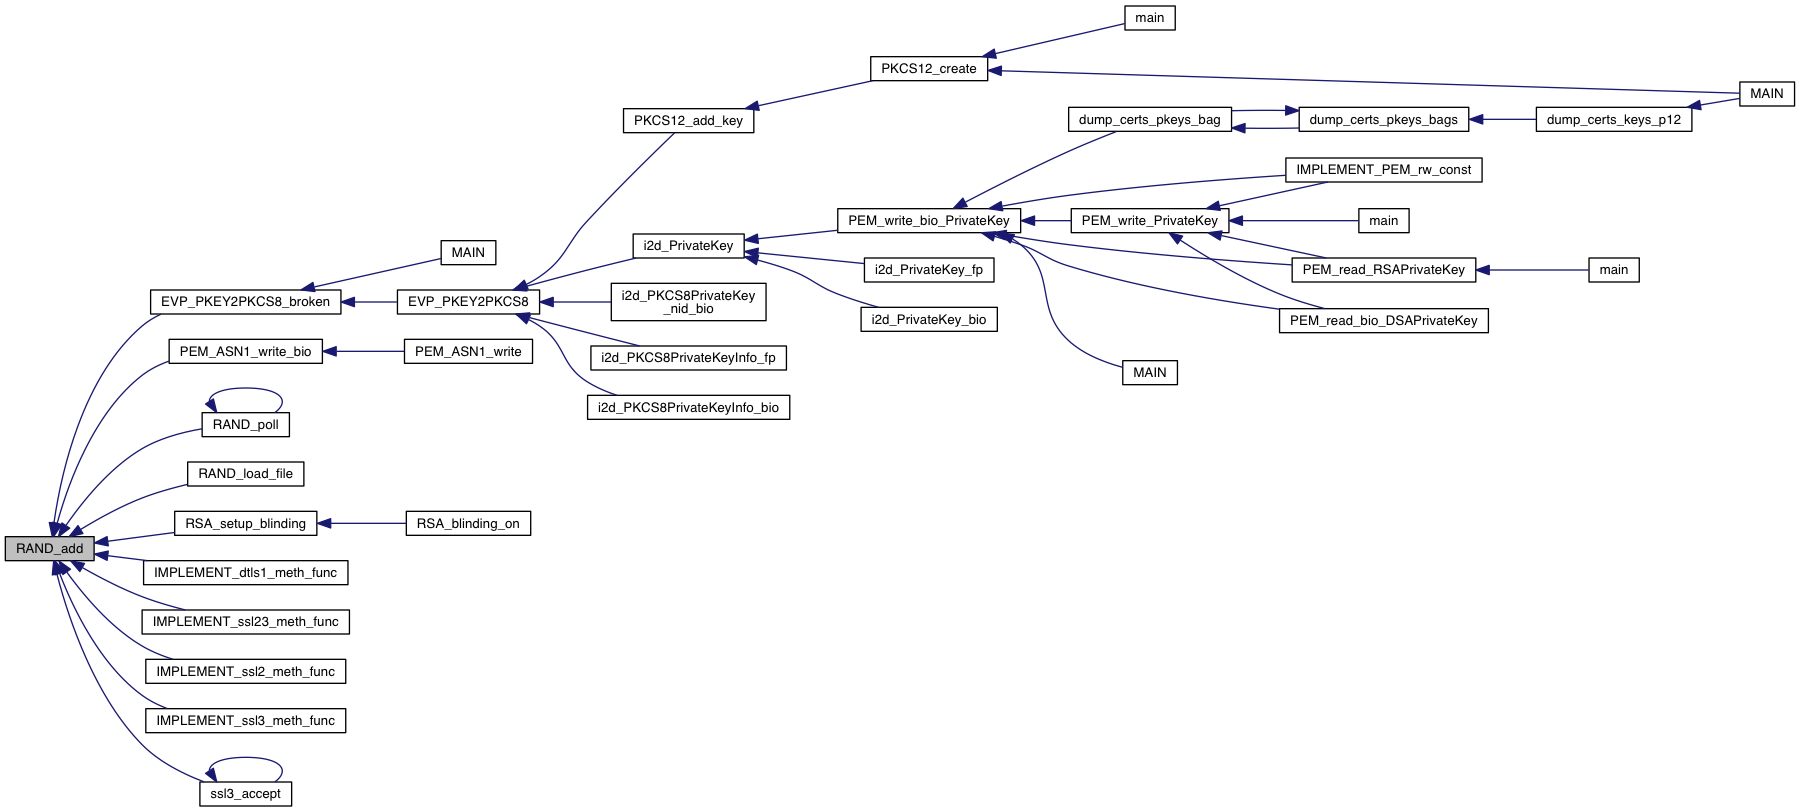 main
PKCS12_create
MAIN
PKCS12_add_key
dump_certs_pkeys_bag
dump_certs_pkeys_bags
dump_certs_keys_p12
IMPLEMENT_PEM_rw_const
PEM_write_bio_PrivateKey
PEM_write_PrivateKey
main
i2d_PrivateKey
MAIN
i2d_PrivateKey_fp
PEM_read_RSAPrivateKey
main
EVP_PKEY2PKCS8_broken
EVP_PKEY2PKCS8
i2d_PKCS8PrivateKey
_nid_bio
i2d_PrivateKey_bio
PEM_read_bio_DSAPrivateKey
PEM_ASN1_write_bio
PEM_ASN1_write
i2d_PKCS8PrivateKeyInfo_fp
MAIN
i2d_PKCS8PrivateKeyInfo_bio
RAND_poll
RAND_load_file
RSA_setup_blinding
RSA_blinding_on
RAND_add
IMPLEMENT_dtls1_meth_func
IMPLEMENT_ssl23_meth_func
IMPLEMENT_ssl2_meth_func
IMPLEMENT_ssl3_meth_func
ssl3_accept